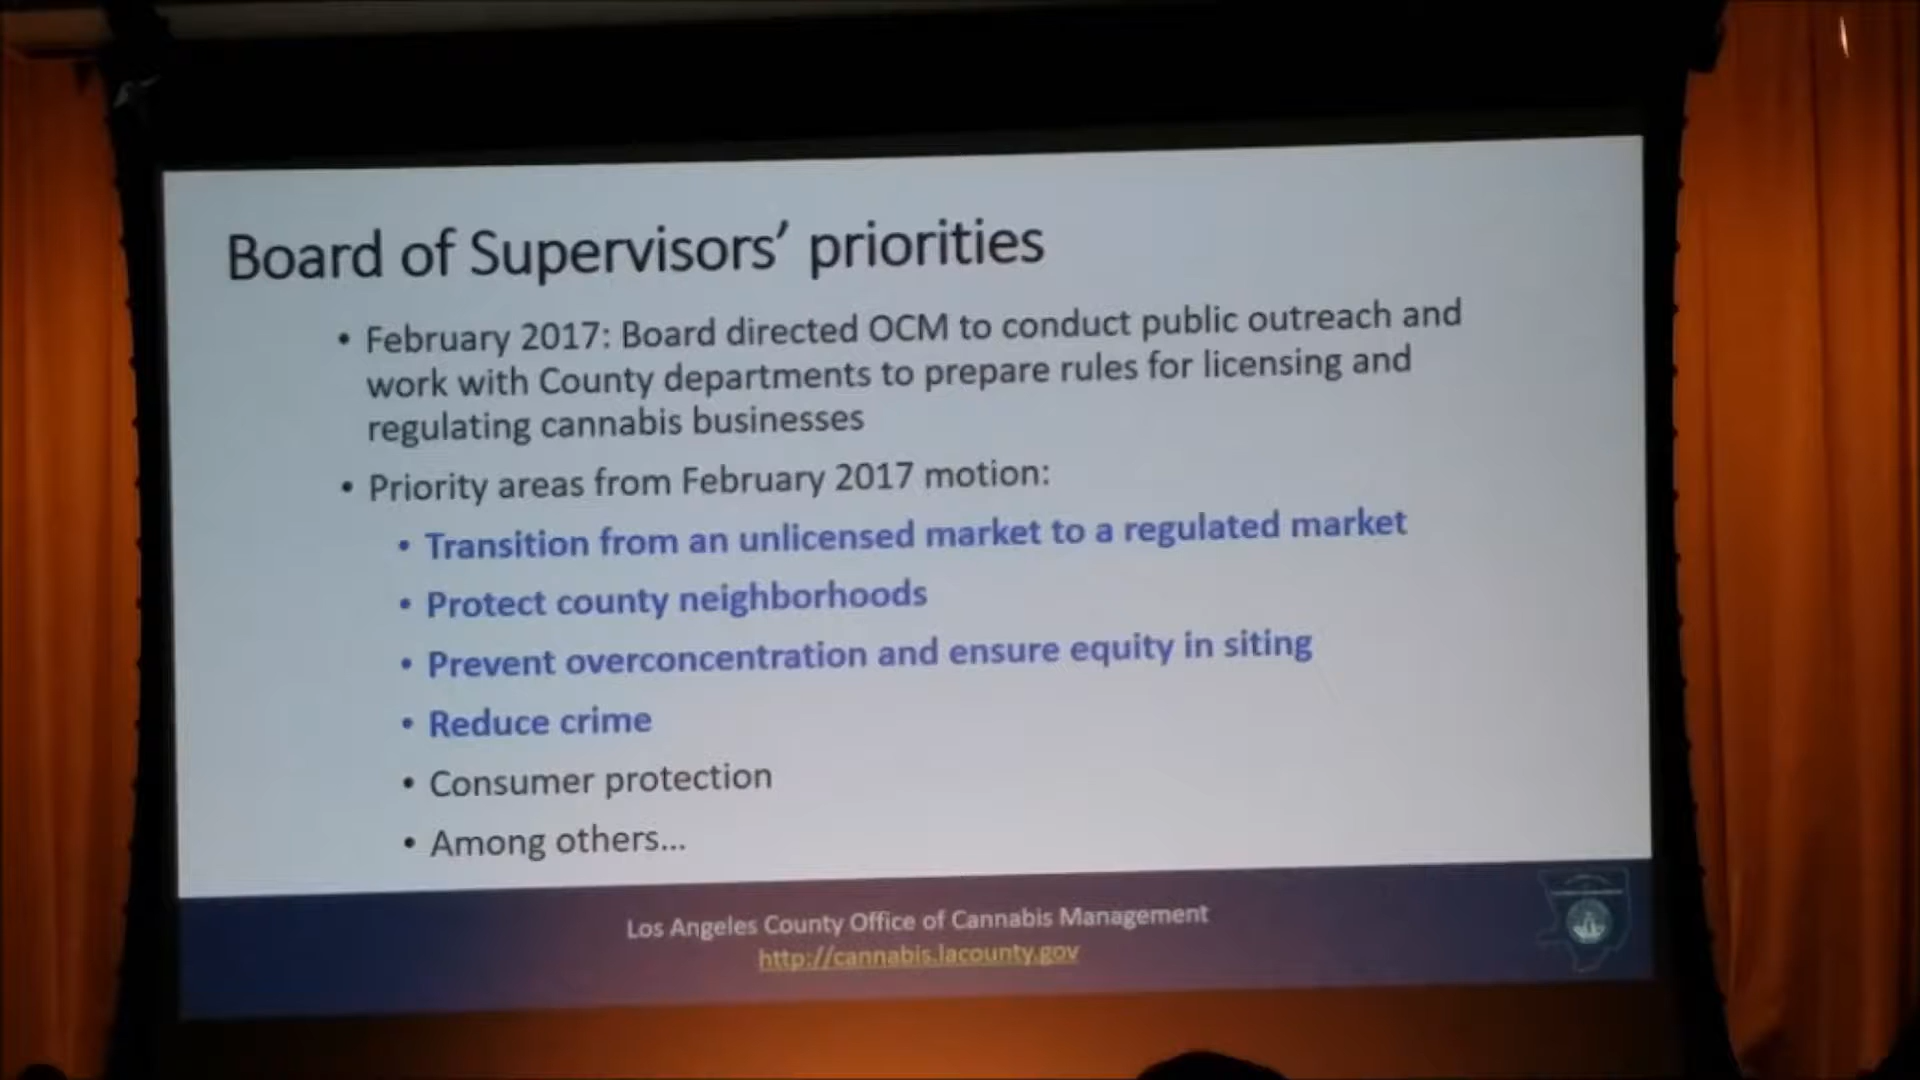 Board of Supervisors’ priorities
• February 2017: Board directed OCM to conduct public outreach and
work with County departments to prepare rules for licensing and
regulating cannabis businesses
• Priority areas from February 2017 motion:
• Transition from an unlicensed market to a regulated market
• Protect county neighborhoods
• Prevent overconcentration and ensure equity in siting
• Reduce crime
• Consumer protection
• Among others...
Los Angeles County Office of Cannabis Management
http://cannabis.lacounty.gov